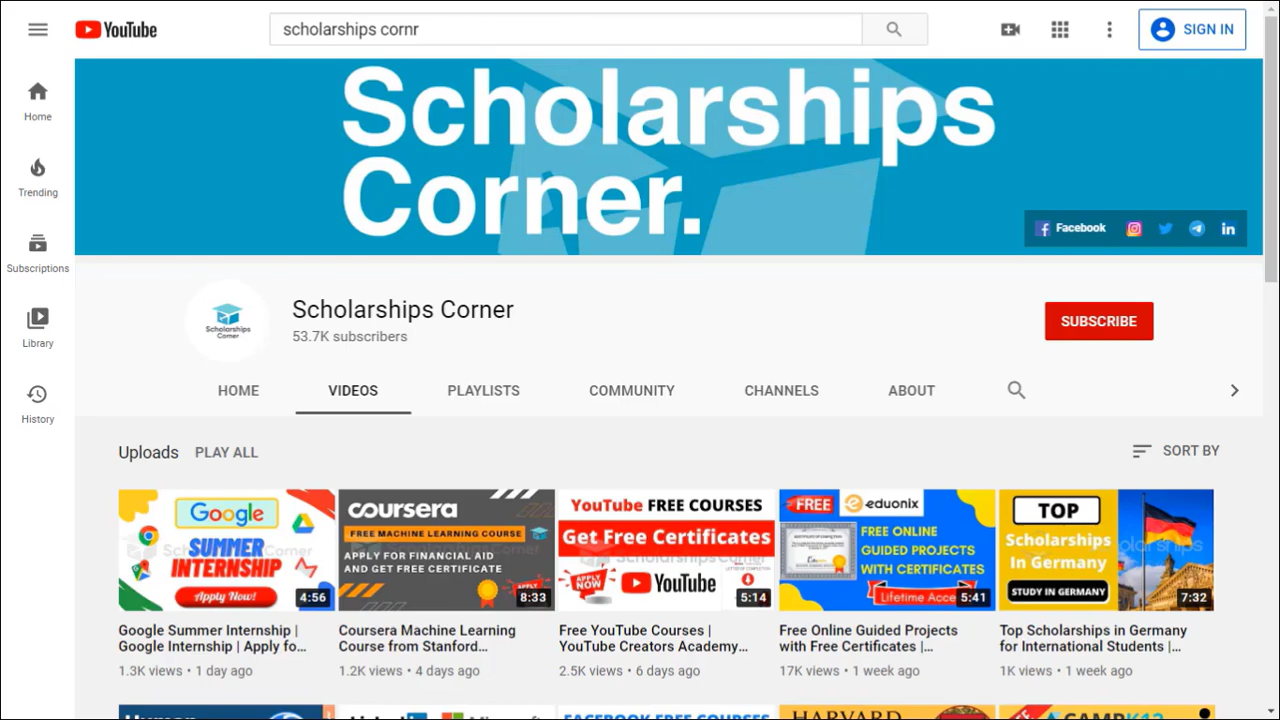 YouTube
scholarships cornr
SIGN IN
Home
Trending
Subscriptions
Library
History
Scholarships
Corner.
Facebook
Scholarships
Corner
Scholarships Corner
53.7K subscribers
SUBSCRIBE
HOME
VIDEOS
PLAYLISTS
COMMUNITY
CHANNELS
ABOUT
Uploads
PLAY ALL
SORT BY
Google
SUMMER
INTERNSHIP
Apply Now!
4:56
Google Summer Internship |
Google Internship | Apply fo...
1.3K views • 1 day ago
coursera
FREE MACHINE LEARNING COURSE
APPLY FOR FINANCIAL AID
AND GET FREE CERTIFICATE
8:33
Coursera Machine Learning
Course from Stanford...
1.2K views • 4 days ago
YouTube FREE COURSES
Get Free Certificates
APPLY
NOW
YouTube
5:14
Free YouTube Courses |
YouTube Creators Academy...
2.5K views • 6 days ago
FREE
eduonix
FREE ONLINE
GUIDED PROJECTS
WITH CERTIFICATES
Lifetime Acce
5:41
Free Online Guided Projects
with Free Certificates |...
17K views • 1 week ago
TOP
Scholarships
In Germany
STUDY IN GERMANY
7:32
Top Scholarships in Germany
for International Students |...
1K views • 1 week ago
FACEBOOK FREE COURSES
HARVARD